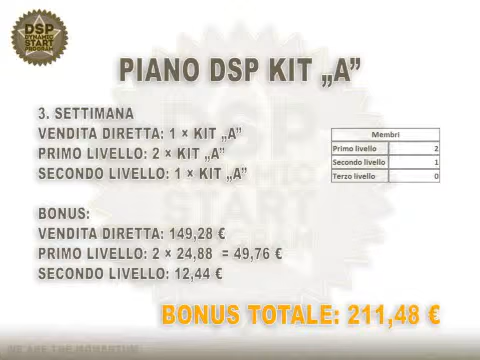 DSP
DYNAMIC
START
PROGRAM
PIANO DSP KIT „A”
3. SETTIMANA
VENDITA DIRETTA: 1 × KIT „A”
PRIMO LIVELLO: 2 × KIT „A”
SECONDO LIVELLO: 1 × KIT „A”
Membri
Primo livello 2
Secondo livello 1
Terzo livello 0
BONUS:
VENDITA DIRETTA: 149,28 €
PRIMO LIVELLO: 2 × 24,88 = 49,76 €
SECONDO LIVELLO: 12,44 €
BONUS TOTALE: 211,48 €
WE ARE THE MOMENTUM